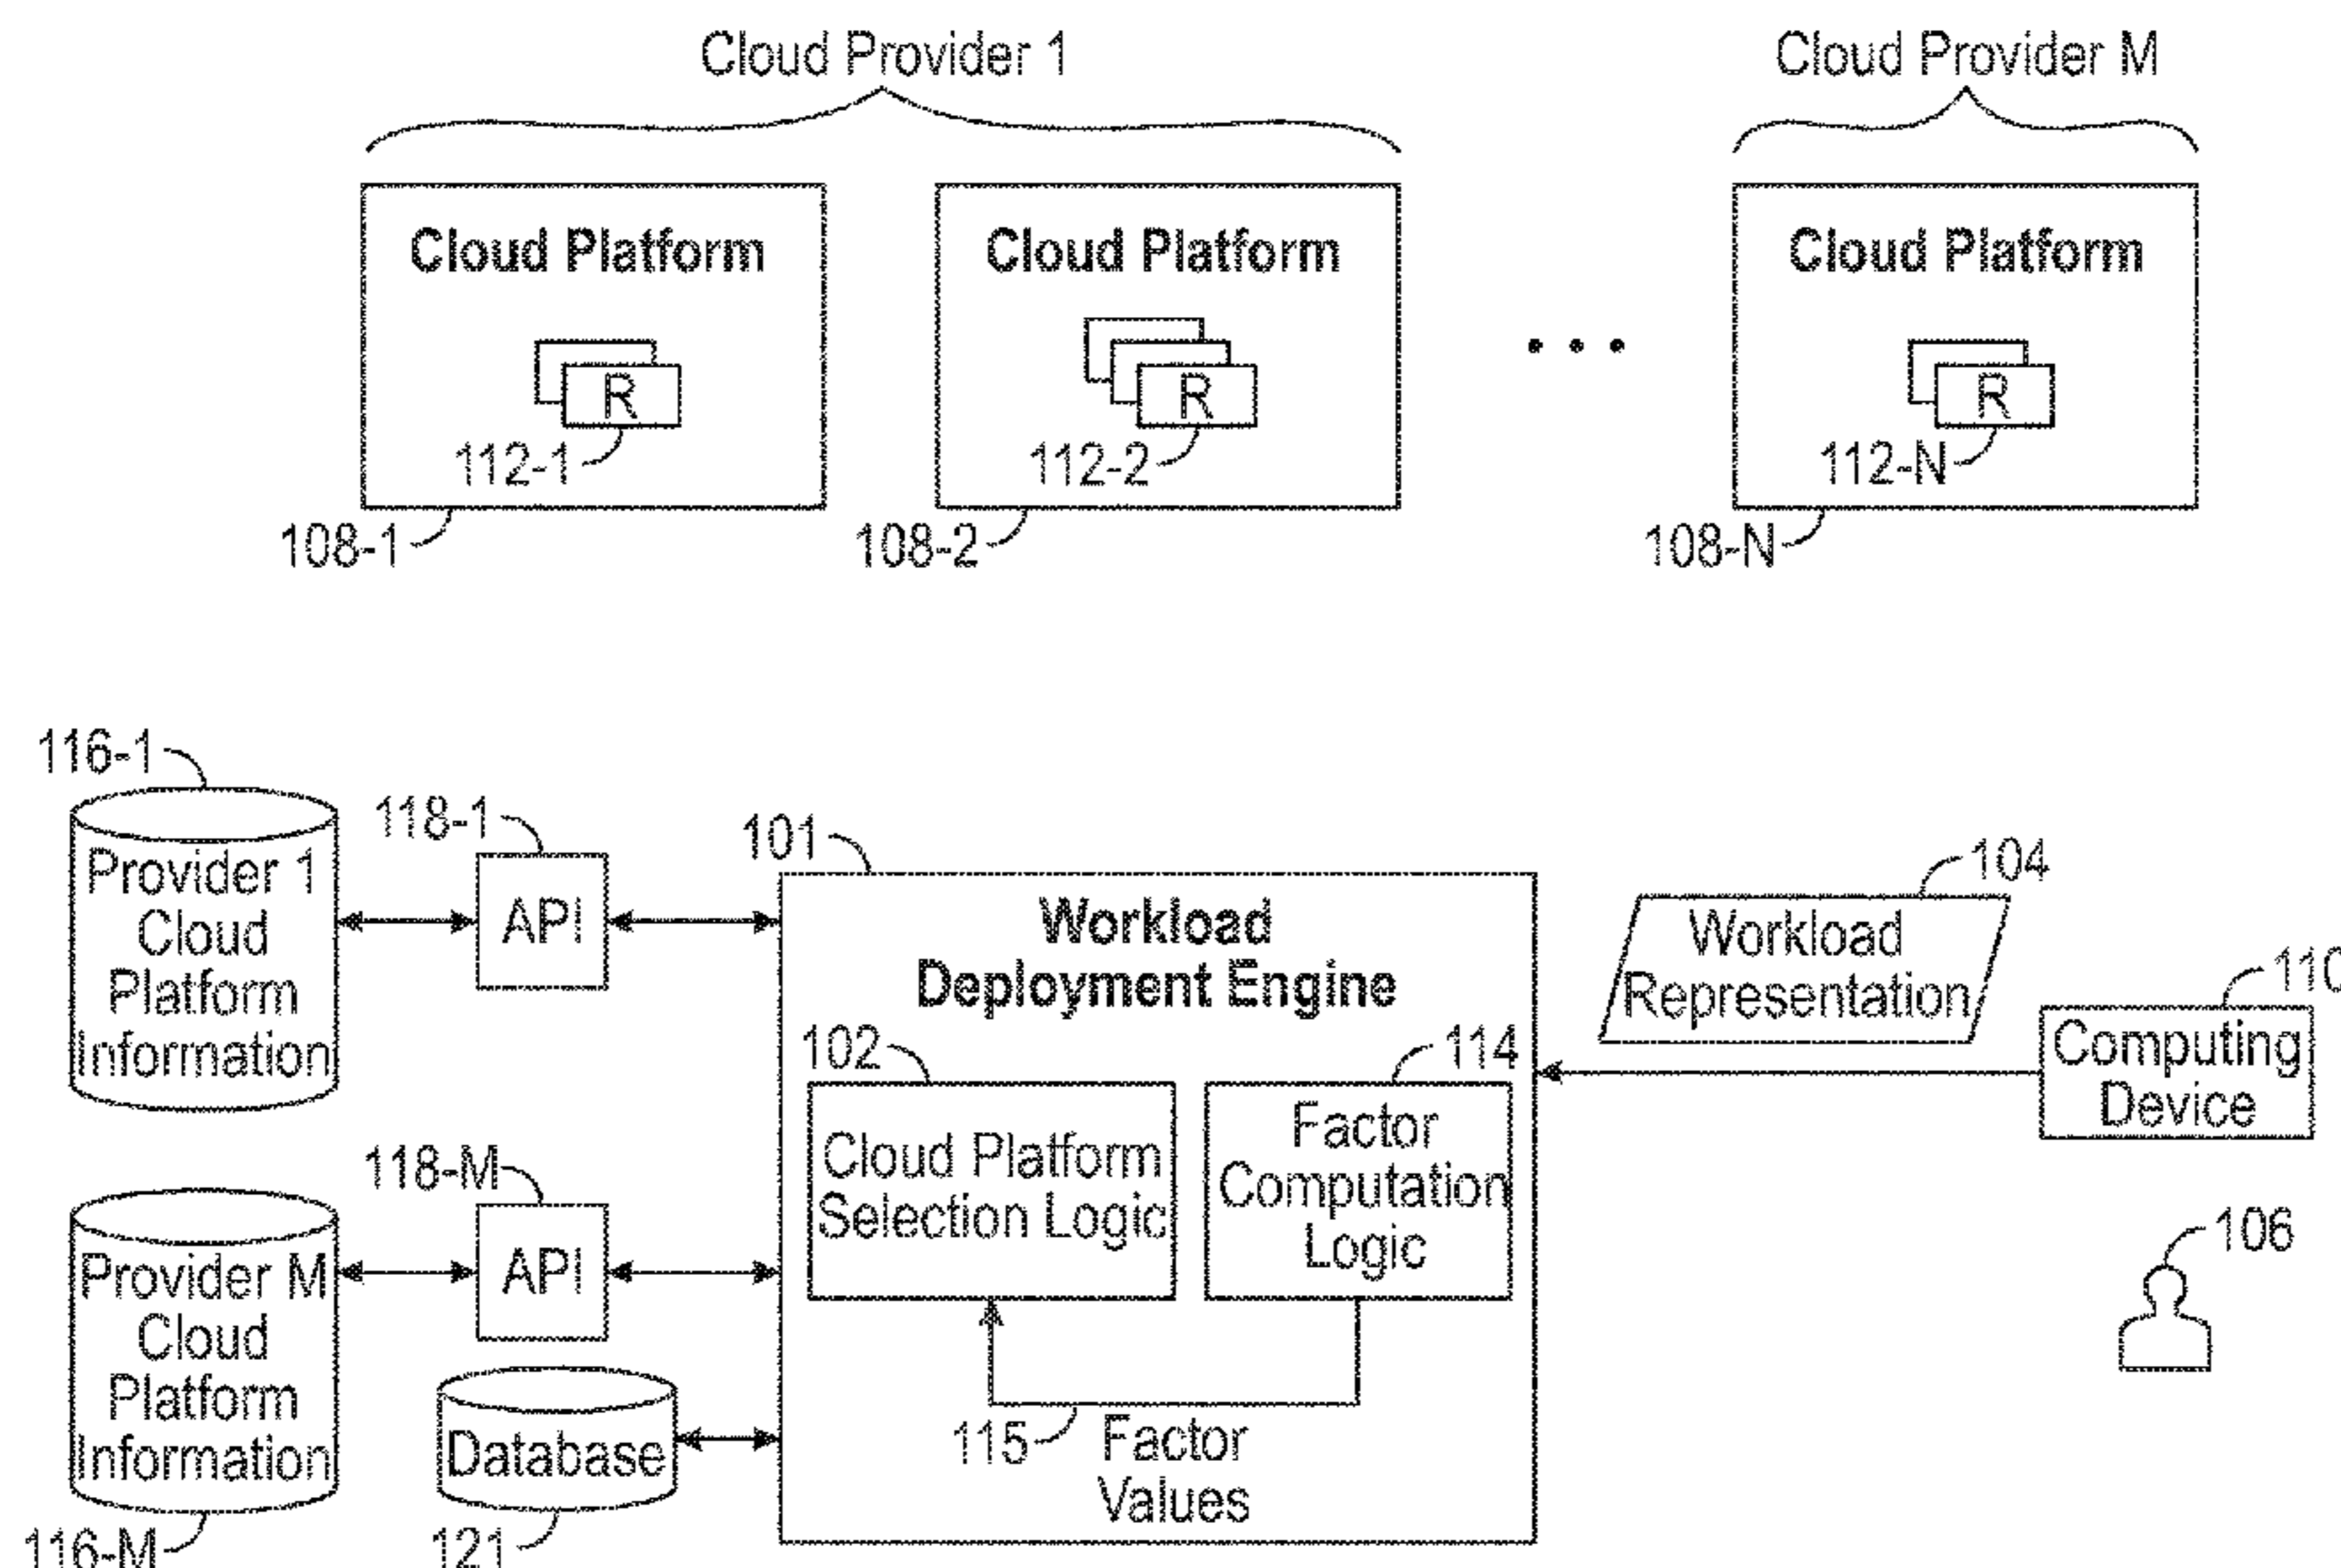 Cloud Provider 1
Cloud Provider M
Cloud Platform
Cloud Platform
Cloud Platform
R
R
R
112-1
112-2
112-N
108-1
108-2
108-N
116-1
Provider 1
Cloud
Platform
Information
118-1
API
101
Workload
Deployment Engine
104
Workload
Representation
110
Computing
Device
102
Cloud Platform
Selection Logic
114
Factor
Computation
Logic
118-M
API
106
Provider M
Cloud
Platform
Information
Database
115
Factor
Values
116-M
121